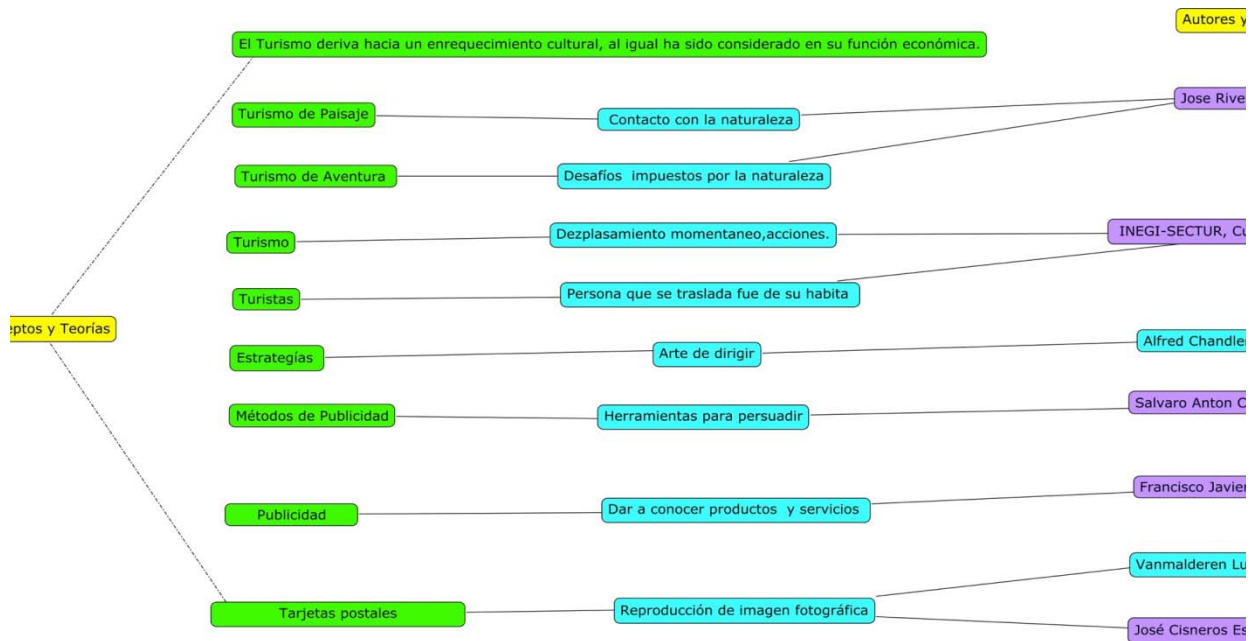 Autores y
El Turismo deriva hacia un enrequecimiento cultural, al igual ha sido considerado en su función económica.
Turismo de Paisaje
Contacto con la naturaleza
Jose Rive
Turismo de Aventura
Desafíos impuestos por la naturaleza
Turismo
Dezplasamiento momentaneo,acciones.
INEGI-SECTUR, Cu
Turistas
Persona que se traslada fue de su habita
eptos y Teorías
Estrategías
Arte de dirigir
Alfred Chandler
Métodos de Publicidad
Herramientas para persuadir
Salvaro Anton C
Publicidad
Dar a conocer productos y servicios
Francisco Javier
Tarjetas postales
Reproducción de imagen fotográfica
Vanmalderen Lu
José Cisneros Es